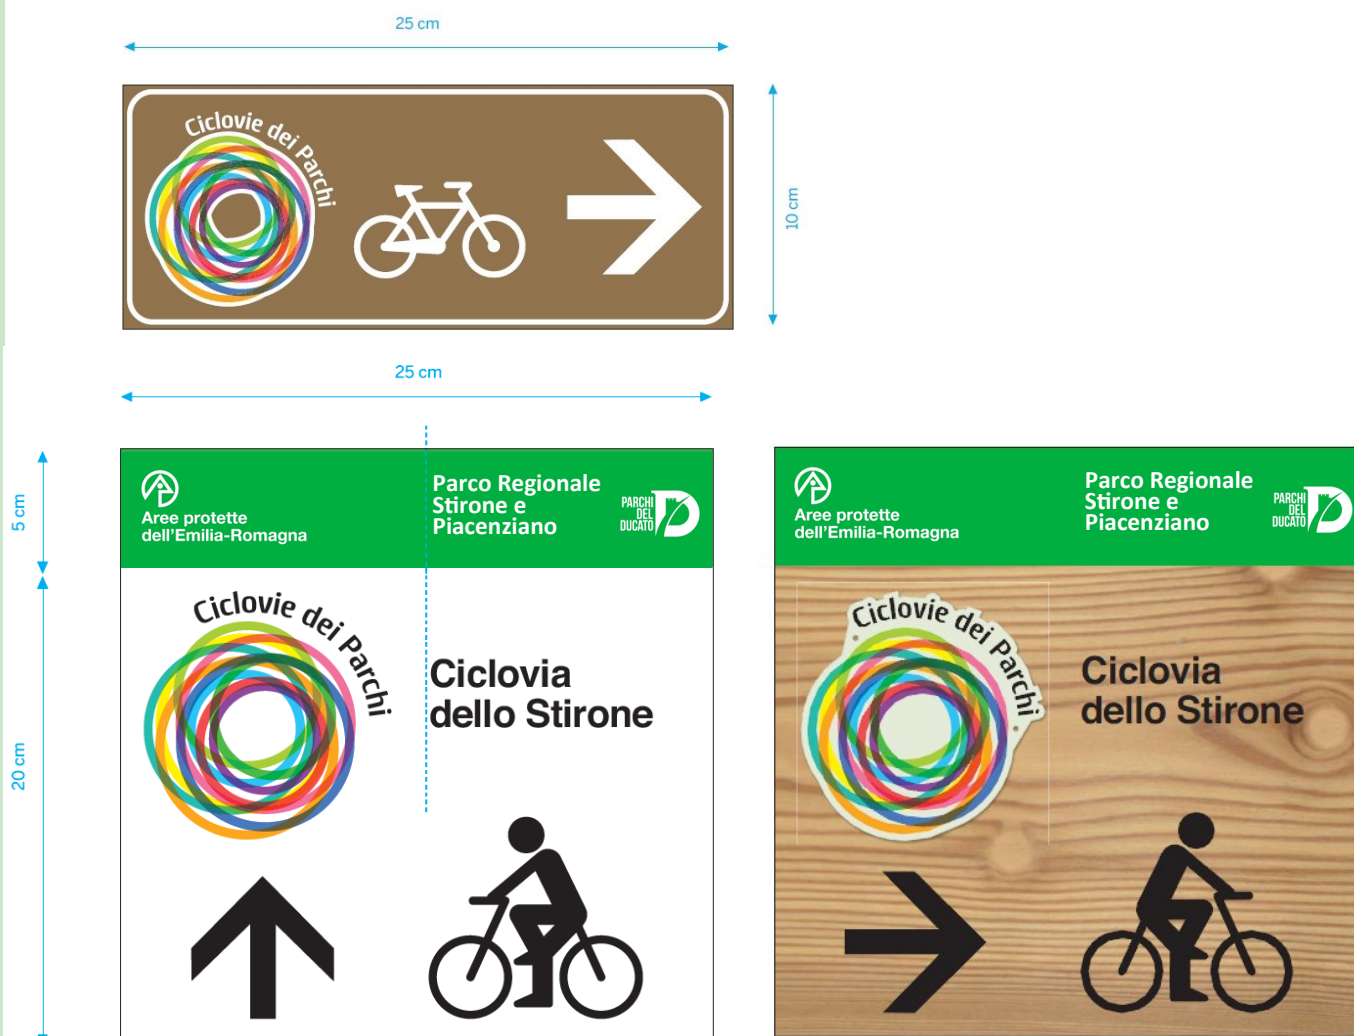 25 cm
Ciclovie dei Parchi
10 cm
25 cm
5 cm
Aree protette
dell'Emilia-Romagna
Parco Regionale
Stirone e
Piacenziano
PARCHI
DEL
DUCATO
Aree protette
dell'Emilia-Romagna
Parco Regionale
Stirone e
Piacenziano
PARCHI
DEL
DUCATO
20 cm
Ciclovie dei Parchi
Ciclovia
dello Stirone
Ciclovie dei Parchi
Ciclovia
dello Stirone